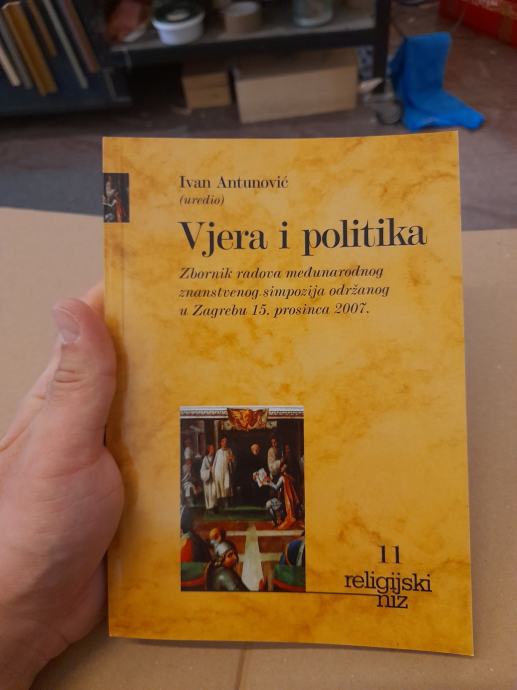 Ivan Antunović
(uredio)
Vjera i politika
Zbornik radova međunarodnog
znanstvenog simpozija održanog
u Zagrebu 15. prosinca 2007.
11
religijski
niz